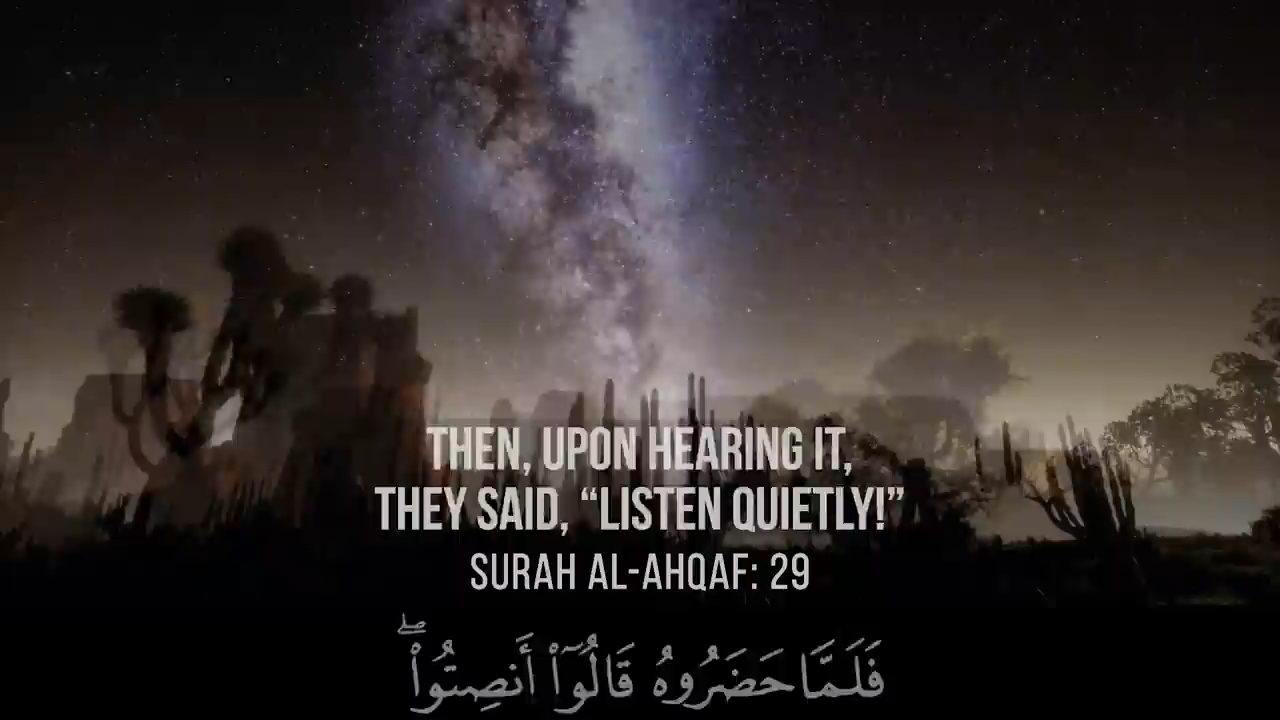 THEN, UPON HEARING IT,
THEY SAID, “LISTEN QUIETLY!”
SURAH AL-AHQAF: 29
فَلَمَّا حَضَرُوهُ قَالُوٓا۟ أَنصِتُوا۟ ۖ